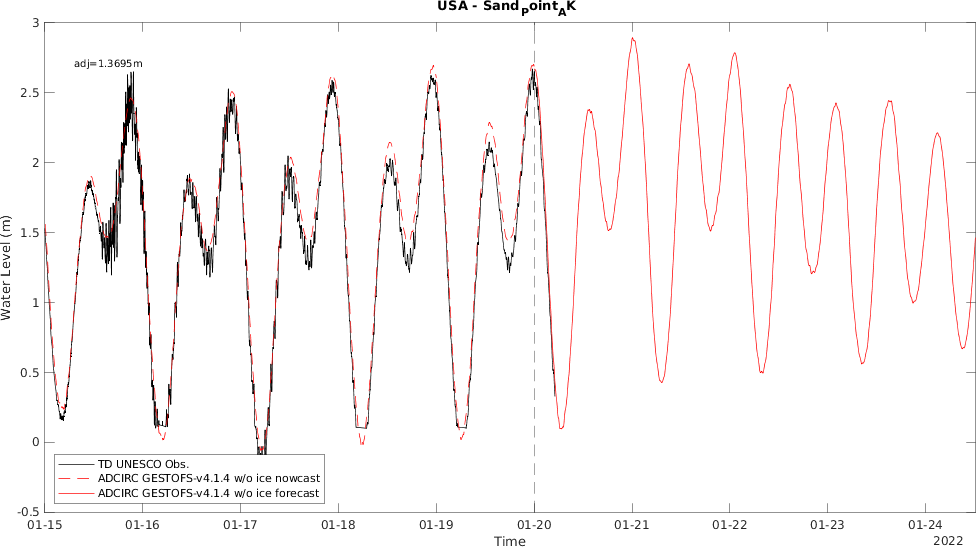 USA - Sand_Point_AK
adj=1.3695m
3
2.5
2
1.5
1
0.5
0
-0.5
Water Level (m)
TD UNESCO Obs.
ADCIRC GESTOFS-v4.1.4 w/o ice nowcast
ADCIRC GESTOFS-v4.1.4 w/o ice forecast
01-15 01-16 01-17 01-18 01-19 01-20 01-21 01-22 01-23 01-24
Time
2022